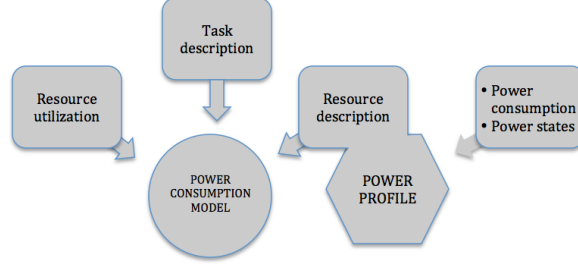 Task
description
Resource
utilization
Resource
description
• Power
consumption
• Power states
POWER
CONSUMPTION
MODEL
POWER
PROFILE